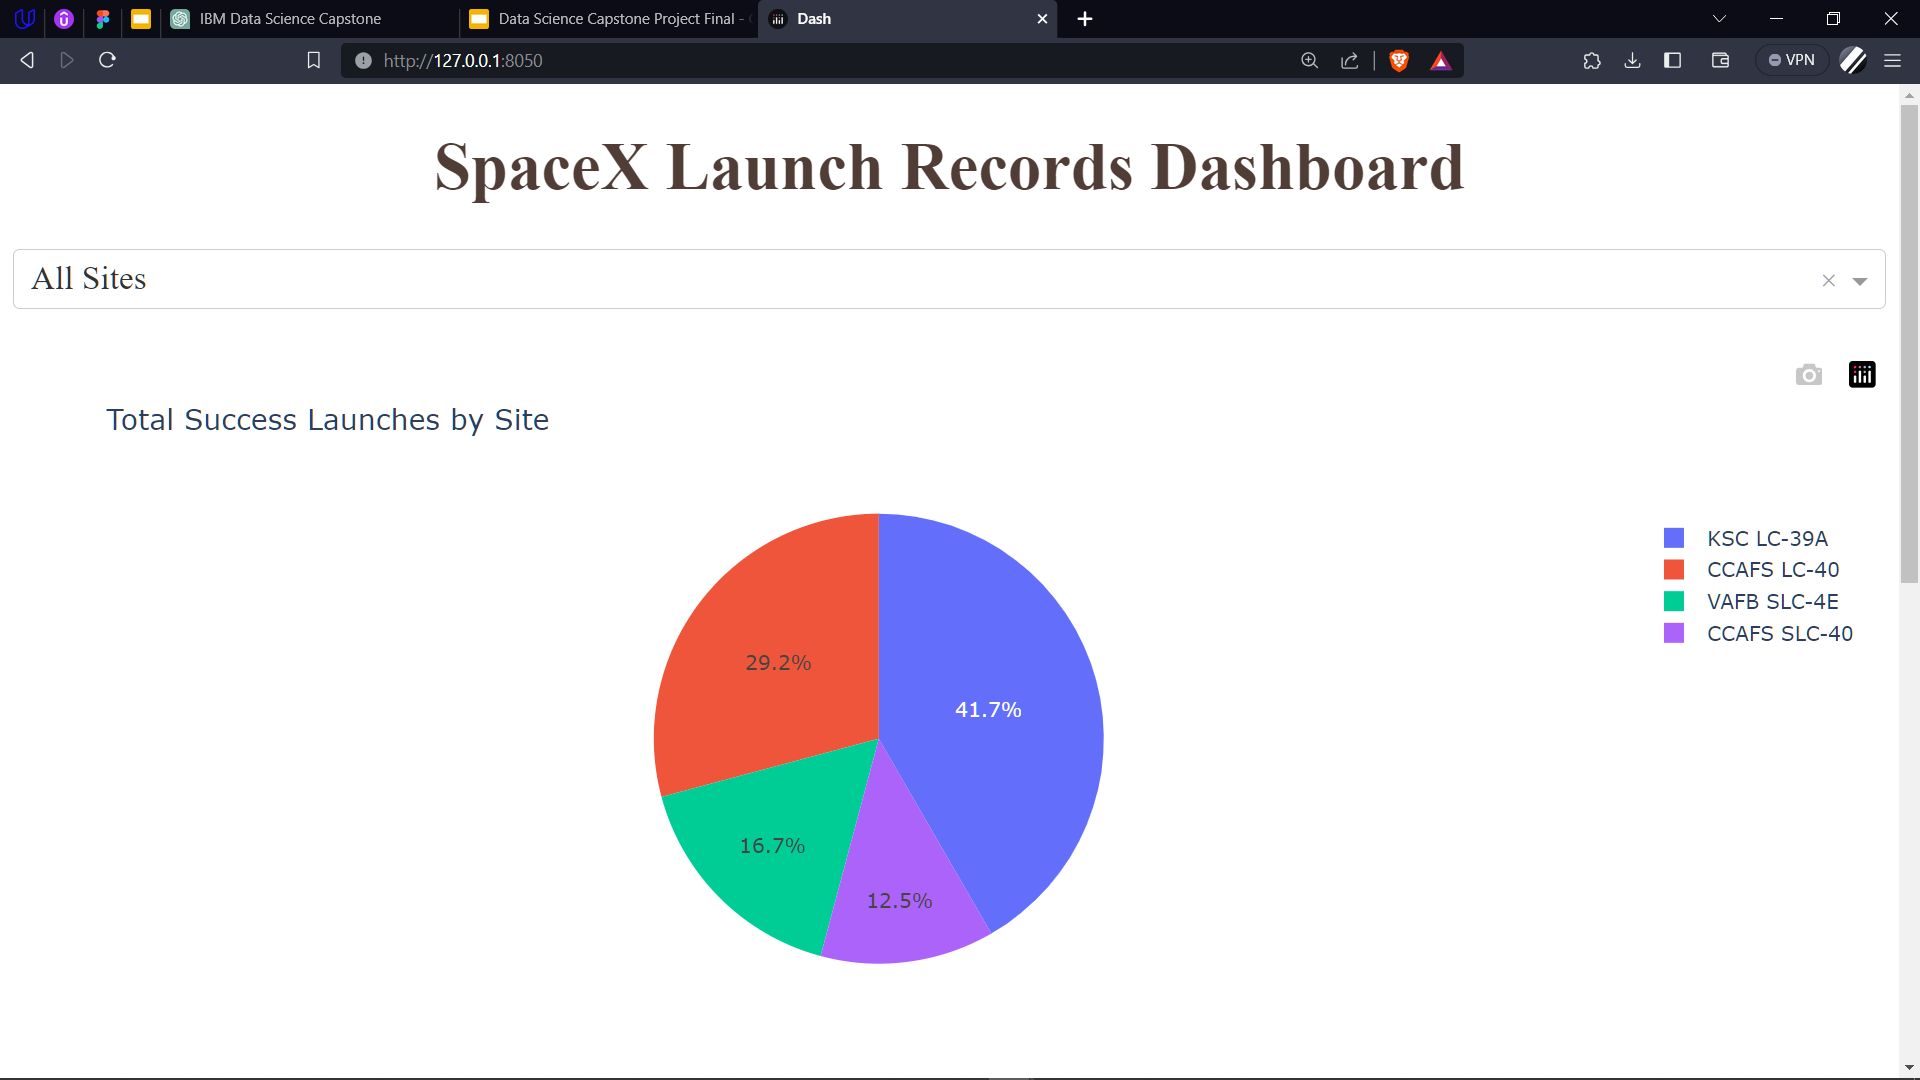 IBM Data Science Capstone
Data Science Capstone Project Final -
Dash
http://127.0.0.1:8050
VPN
SpaceX Launch Records Dashboard
All Sites
Total Success Launches by Site
KSC LC-39A
CCAFS LC-40
VAFB SLC-4E
CCAFS SLC-40
29.2%
41.7%
16.7%
12.5%